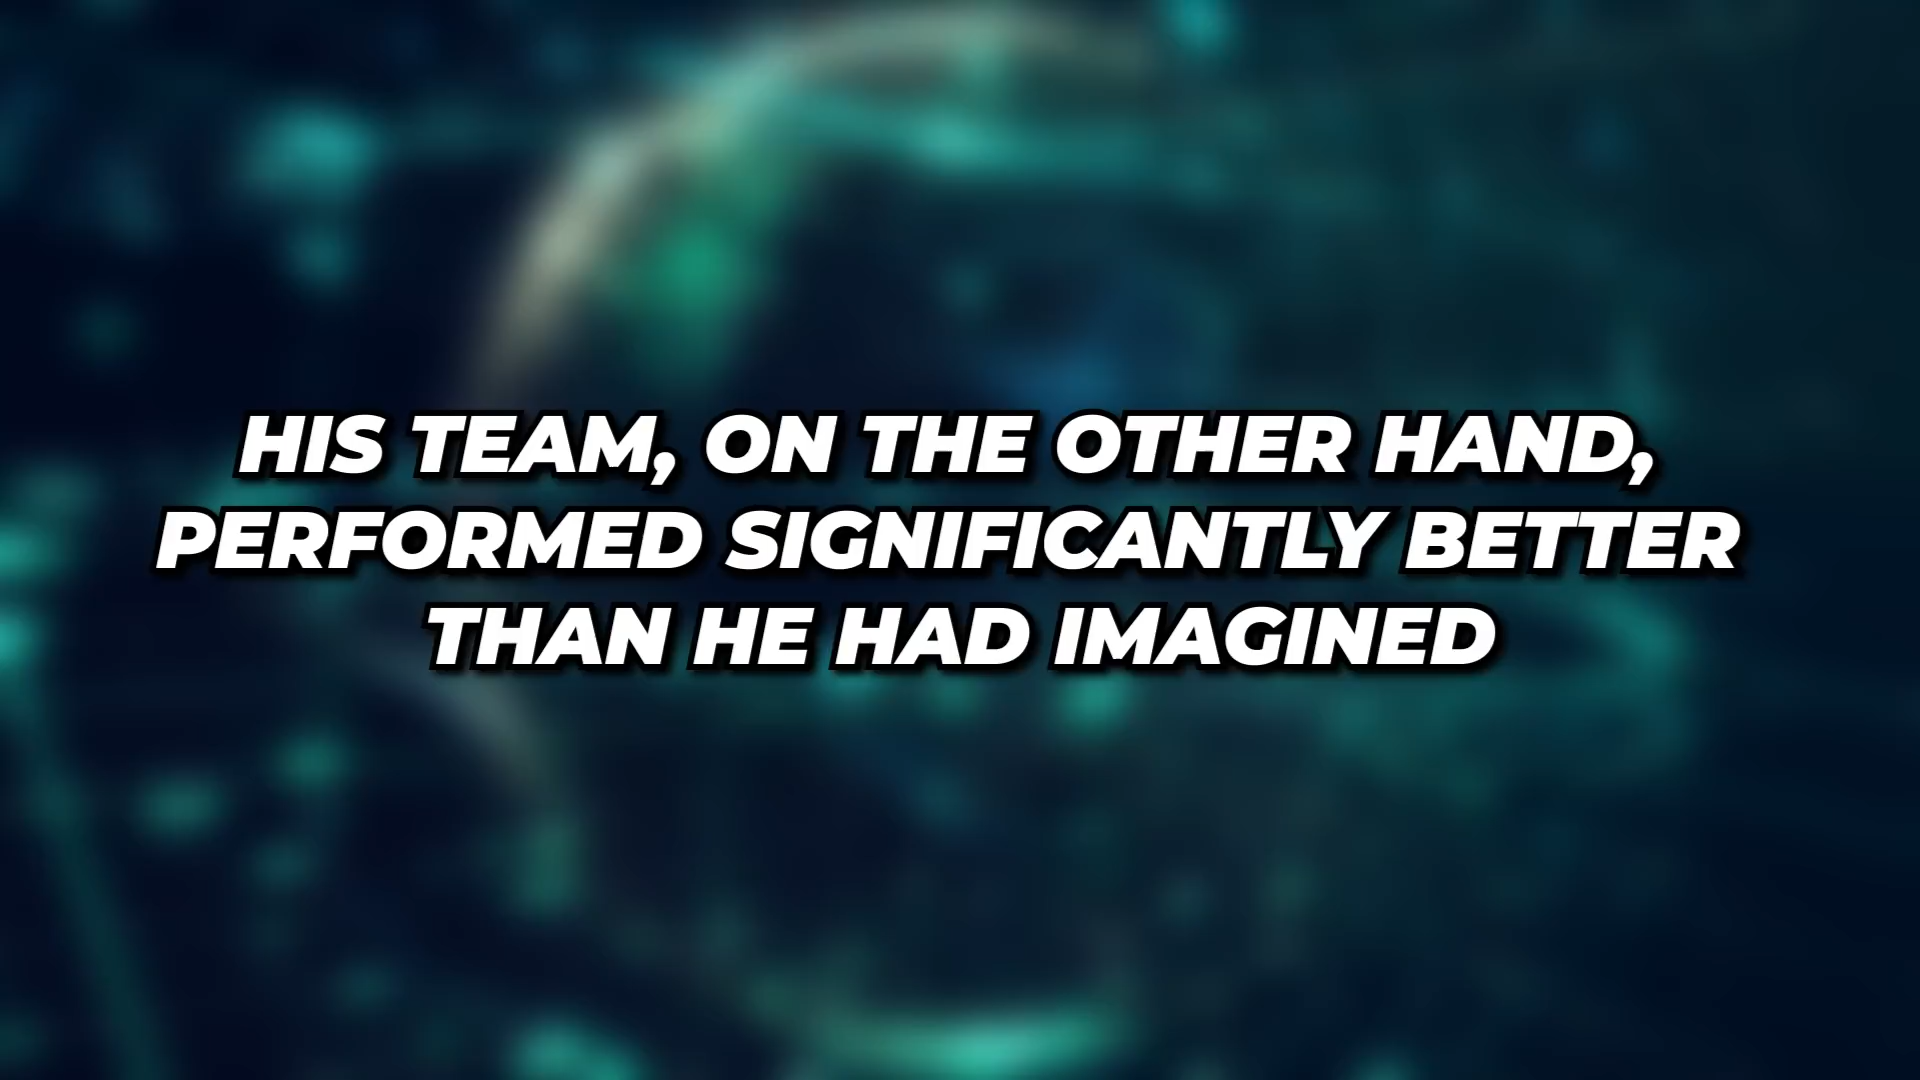 HIS TEAM, ON THE OTHER HAND,
PERFORMED SIGNIFICANTLY BETTER
THAN HE HAD IMAGINED